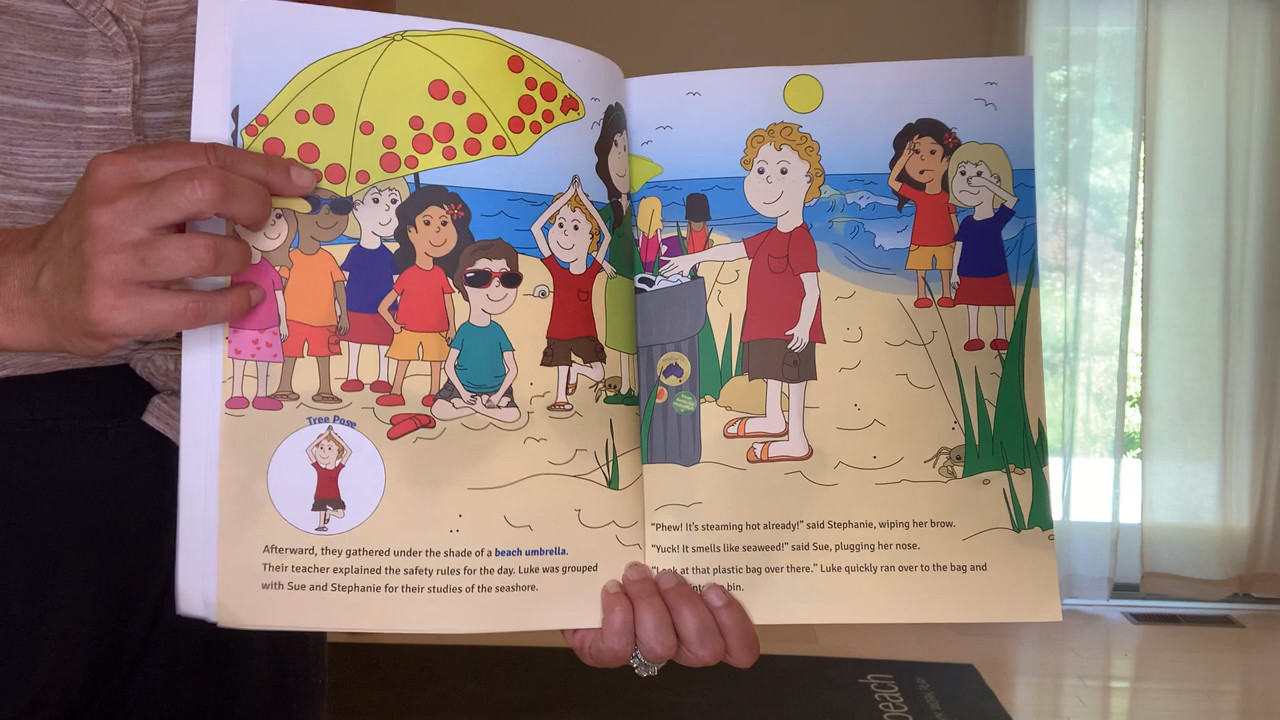 Tree Pose
Afterward, they gathered under the shade of a beach umbrella.
Their teacher explained the safety rules for the day. Luke was grouped
with Sue and Stephanie for their studies of the seashore.
“Phew! It’s steaming hot already!” said Stephanie, wiping her brow.
“Yuck! It smells like seaweed!” said Sue, plugging her nose.
at that plastic bag over there.” Luke quickly ran over to the bag and
bin.
beach